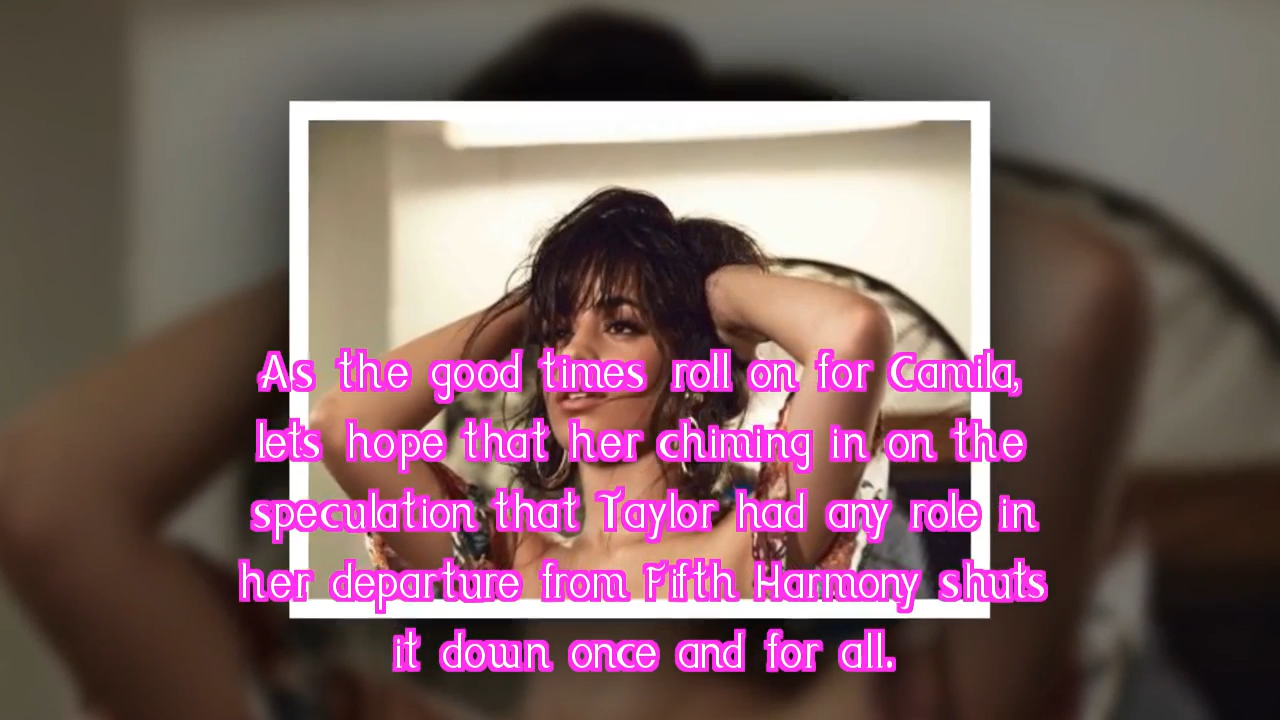 As the good times roll on for Camila,
lets hope that her chiming in on the
speculation that Taylor had any role in
her departure from Fifth Harmony shuts
it down once and for all.